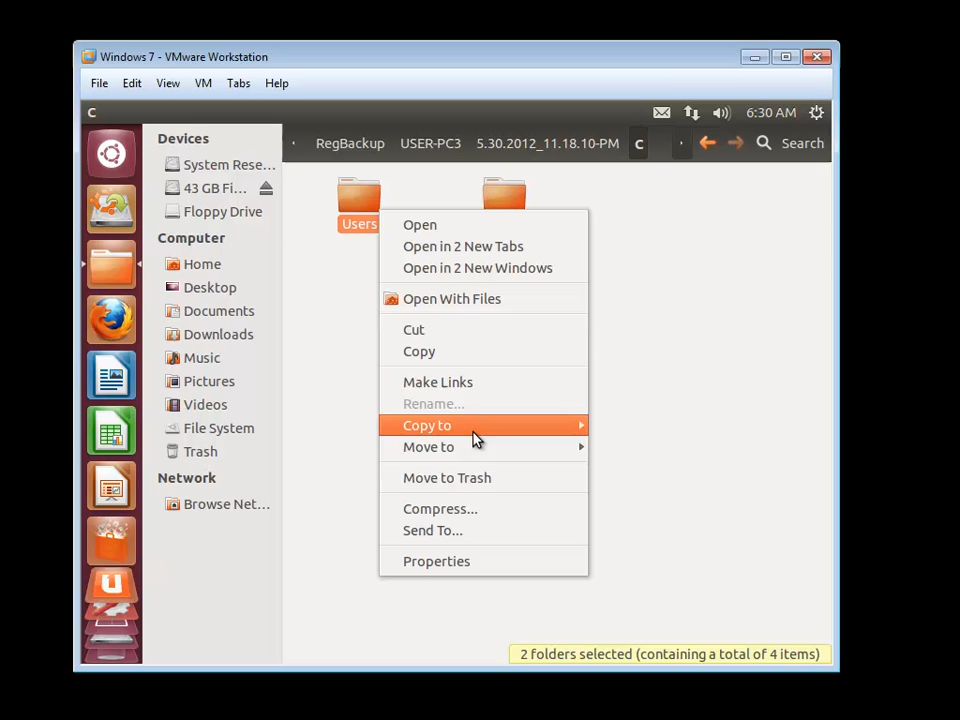 Windows 7 - VMware Workstation
File Edit View VM Tabs Help
C 6:30 AM
Devices
System Rese...
43 GB Fi...
Floppy Drive
Computer
Home
Desktop
Documents
Downloads
Music
Pictures
Videos
File System
Trash
Network
Browse Net...
RegBackup USER-PC3 5.30.2012_11.18.10-PM C Search
Users
Open
Open in 2 New Tabs
Open in 2 New Windows
Open With Files
Cut
Copy
Make Links
Rename...
Copy to
Move to
Move to Trash
Compress...
Send To...
Properties
2 folders selected (containing a total of 4 items)